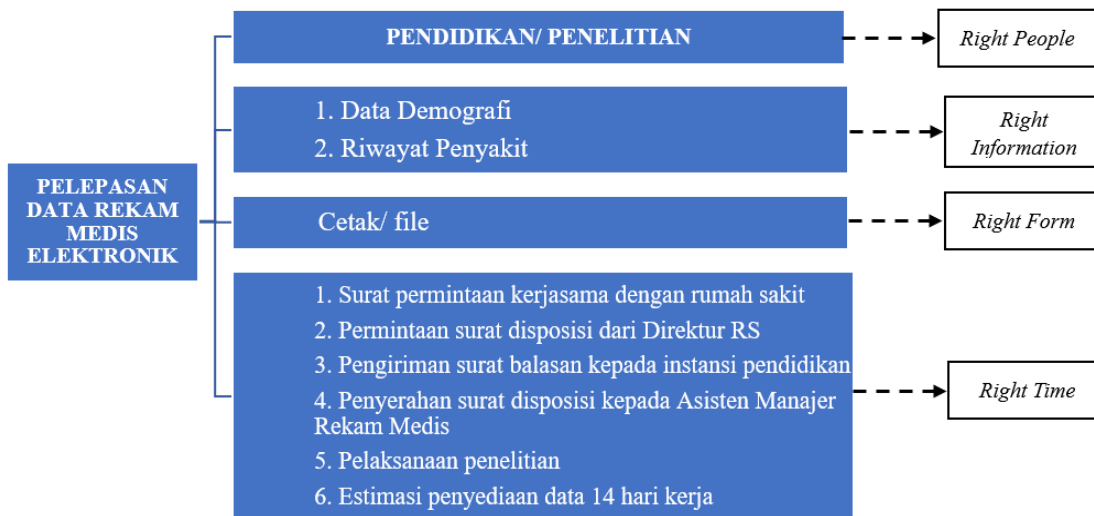 PENDIDIKAN/ PENELITIAN
Right People
1. Data Demografi
2. Riwayat Penyakit
Right
Information
PELEPASAN
DATA REKAM
MEDIS
ELEKTRONIK
Cetak/ file
Right Form
1. Surat permintaan kerjasama dengan rumah sakit
2. Permintaan surat disposisi dari Direktur RS
3. Pengiriman surat balasan kepada instansi pendidikan
4. Penyerahan surat disposisi kepada Asisten Manajer
Rekam Medis
5. Pelaksanaan penelitian
6. Estimasi penyediaan data 14 hari kerja
Right Time